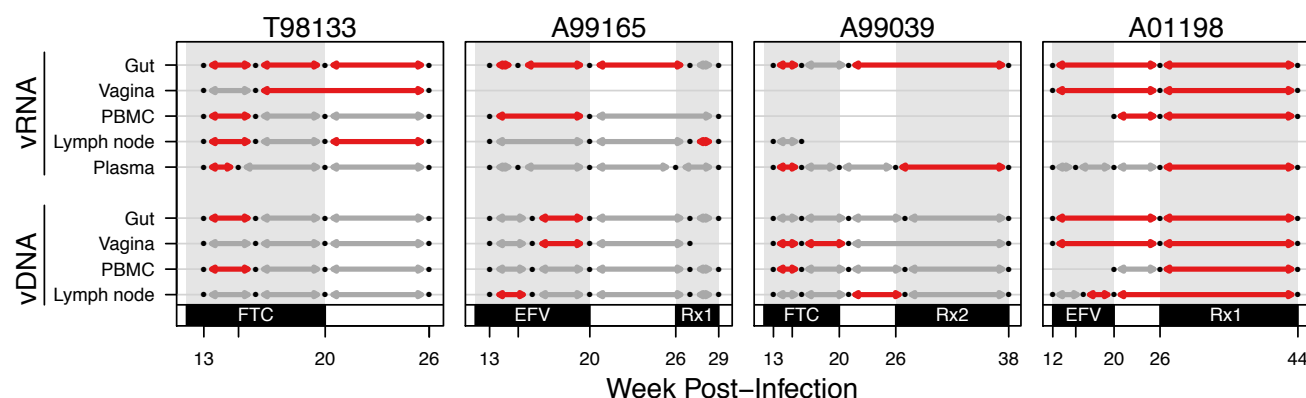 T98133 A99165 A99039 A01198
vRNA
Gut
Vagina
PBMC
Lymph node
Plasma
vDNA
Gut
Vagina
PBMC
Lymph node
FTC EFV Rx1 FTC Rx2 EFV Rx1
13 20 26 13 20 26 29 13 20 26 38 12 20 26 44
Week Post–Infection